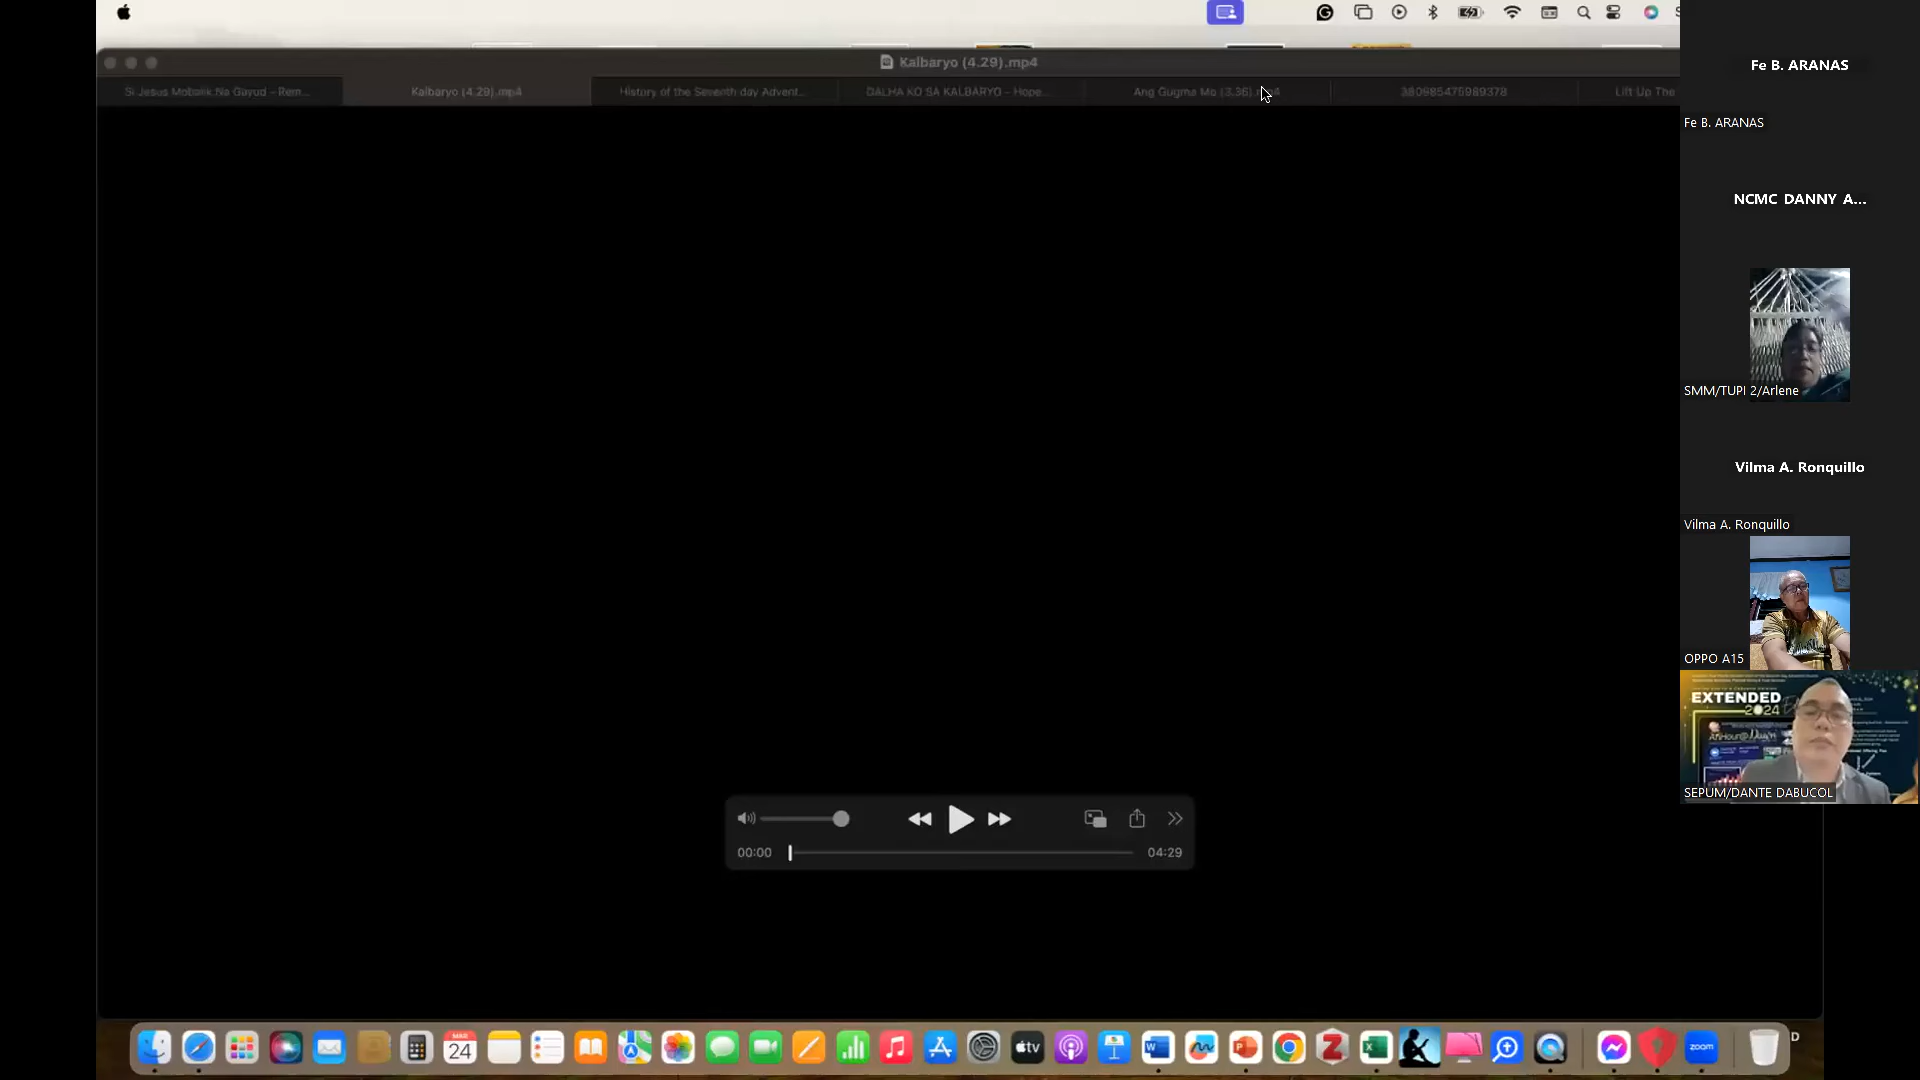 Kalbaryo (4.29).mp4
Si Jesus Mobalik Na Gayud - Rem...
Kalbaryo (4.29).mp4
History of the Seventh day Advent...
DALHA KO SA KALBARYO - Hope...
Ang Gugma Mo (3.36).mp4
380985475989378
Lift Up The
00:00
04:29
Fe B. ARANAS
Fe B. ARANAS
NCMC DANNY A...
SMM/TUPI 2/Arlene
Vilma A. Ronquillo
Vilma A. Ronquillo
OPPO A15
EXTENDED
2024
SEPUM/DANTE DABUCOL
MAR
24
tv
zoom